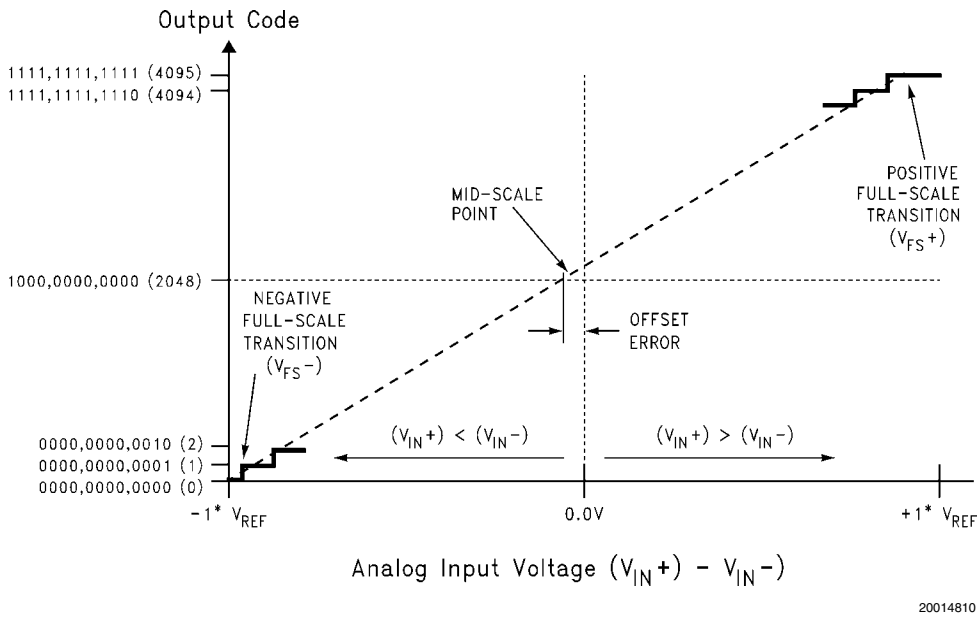 Output Code
1111,1111,1111 (4095)
1111,1111,1110 (4094)
MID-SCALE
POINT
POSITIVE
FULL-SCALE
TRANSITION
(VFS+)
1000,0000,0000 (2048)
NEGATIVE
FULL-SCALE
TRANSITION
(VFS-)
OFFSET
ERROR
0000,0000,0010 (2)
0000,0000,0001 (1)
0000,0000,0000 (0)
(VIN+) < (VIN-)
(VIN+) > (VIN-)
-1* VREF
0.0V
+1* VREF
Analog Input Voltage (VIN+) - VIN-)
20014810